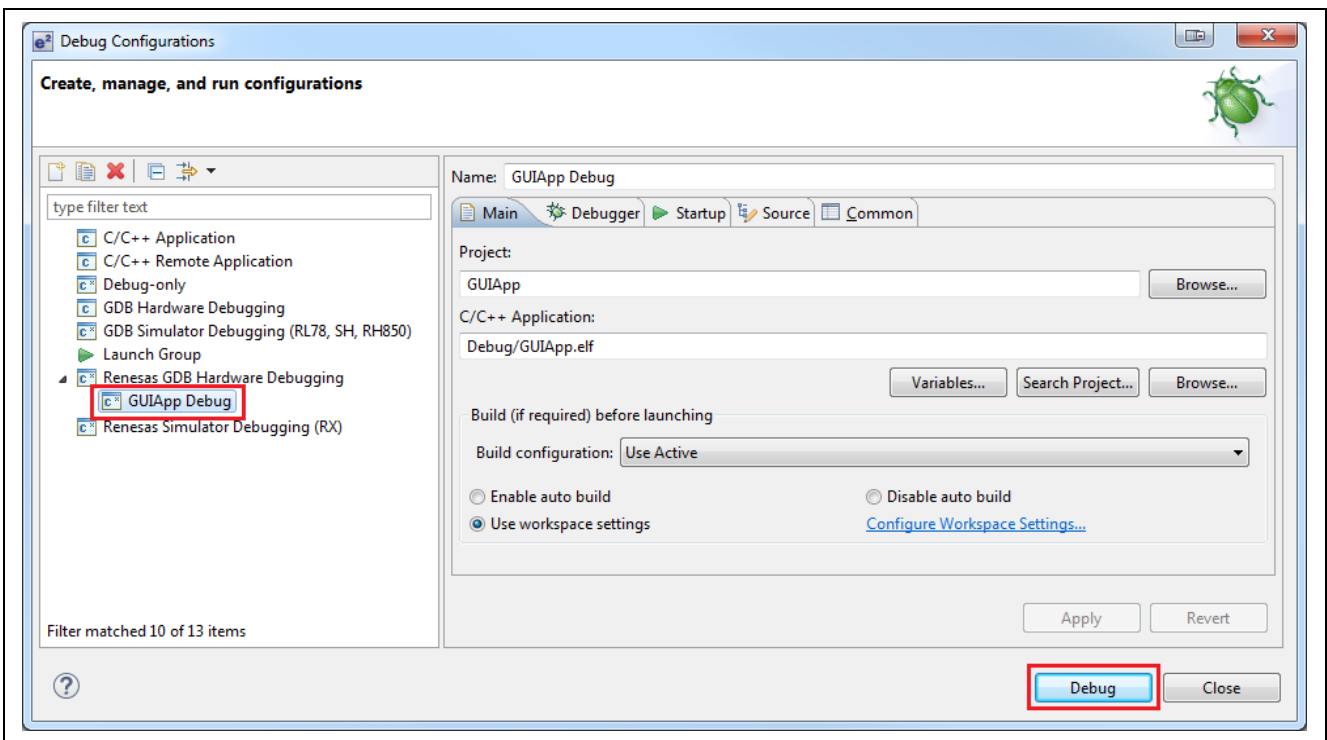 e² Debug Configurations
Create, manage, and run configurations
type filter text
C/C++ Application
C/C++ Remote Application
Debug-only
GDB Hardware Debugging
GDB Simulator Debugging (RL78, SH, RH850)
Launch Group
Renesas GDB Hardware Debugging
GUIApp Debug
Renesas Simulator Debugging (RX)
Filter matched 10 of 13 items
Name: GUIApp Debug
Main Debugger Startup Source Common
Project:
GUIApp Browse...
C/C++ Application:
Debug/GUIApp.elf
Variables... Search Project... Browse...
Build (if required) before launching
Build configuration: Use Active
Enable auto build Disable auto build
Use workspace settings Configure Workspace Settings...
Apply Revert
? Debug Close